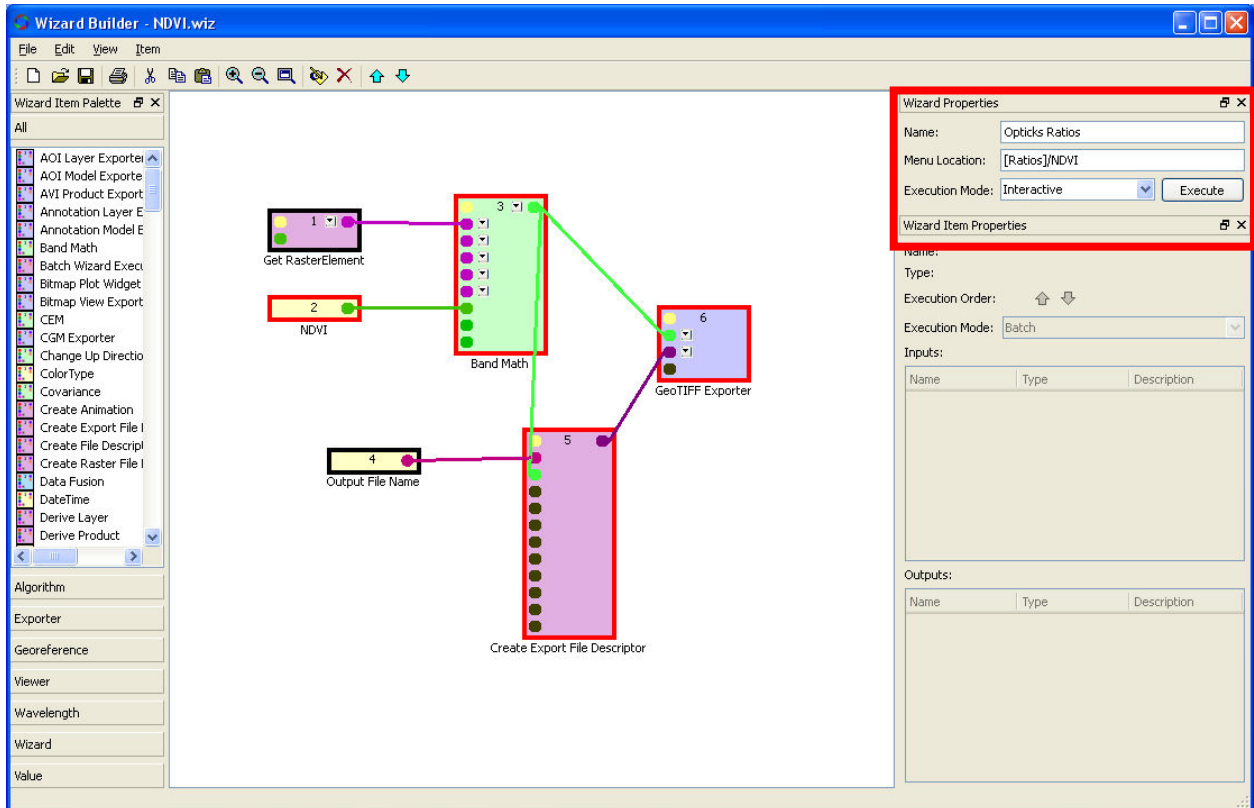 Wizard Builder - NDVI.wiz
File Edit View Item
Wizard Item Palette
All
AOI Layer Exporter
AOI Model Exporte
AVI Product Export
Annotation Layer E
Annotation Model E
Band Math
Batch Wizard Execu
Bitmap Plot Widget
Bitmap View Export
CEM
CGM Exporter
Change Up Directio
ColorType
Covariance
Create Animation
Create Export File
Create File Descrip
Create Raster File
Data Fusion
DateTime
Derive Layer
Derive Product
Algorithm
Exporter
Georeference
Viewer
Wavelength
Wizard
Value
1
Get RasterElement
2
NDVI
3
Band Math
4
Output File Name
5
Create Export File Descriptor
6
GeoTIFF Exporter
Wizard Properties
Name: Opticks Ratios
Menu Location: [Ratios]/NDVI
Execution Mode: Interactive Execute
Wizard Item Properties
Name:
Type:
Execution Order:
Execution Mode: Batch
Inputs:
Name Type Description
Outputs:
Name Type Description